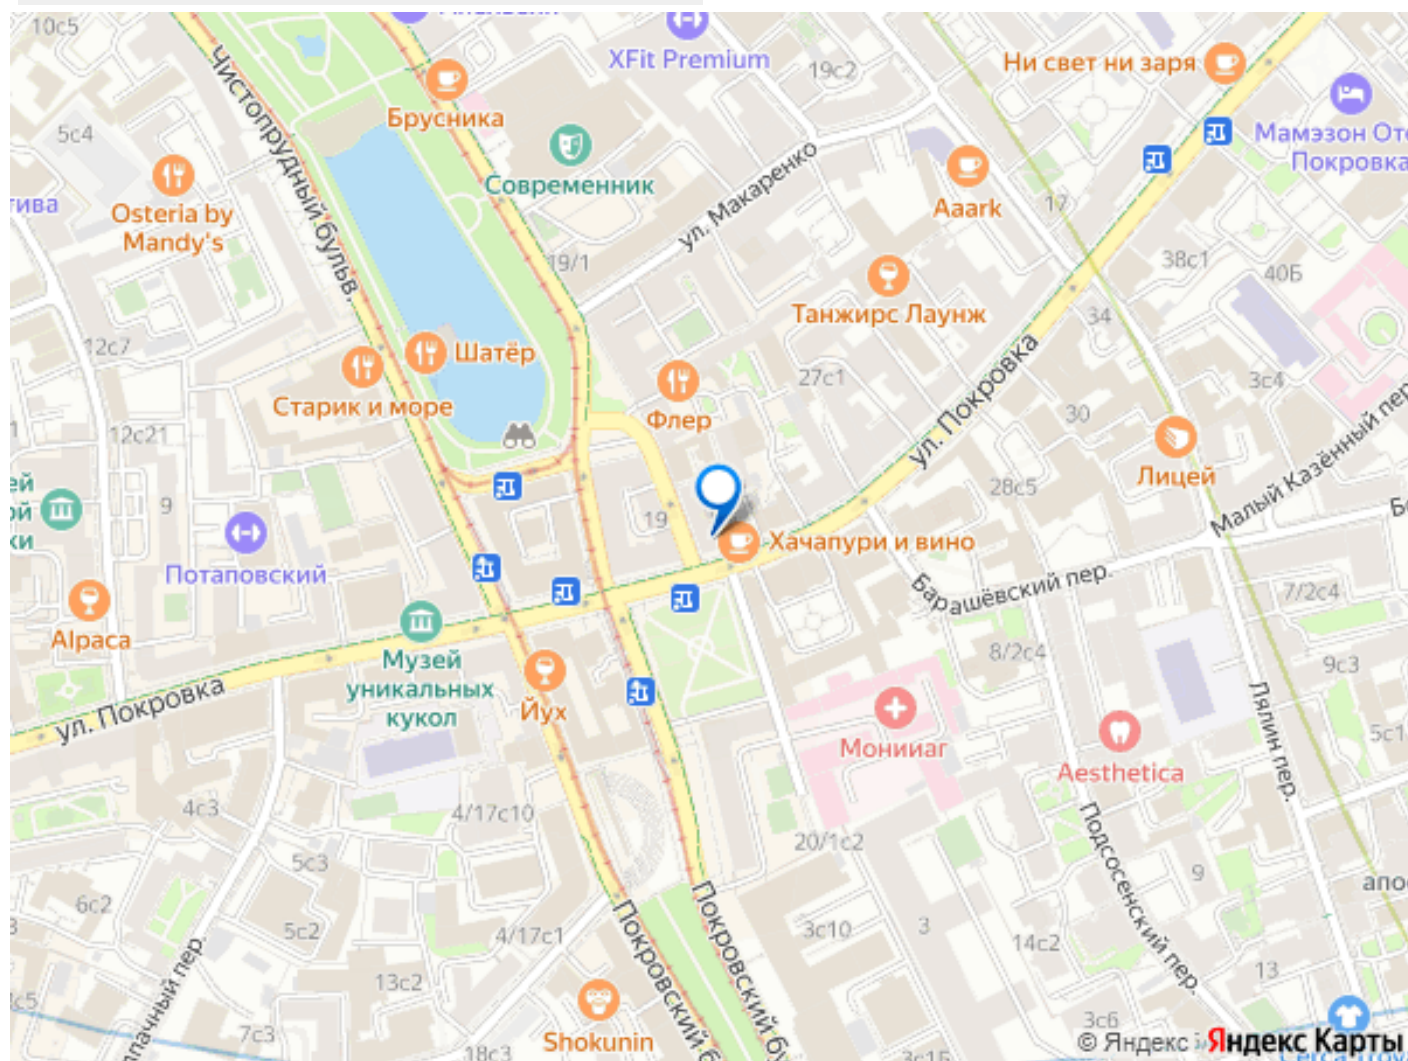 10с5
XFit Premium
19с2
Ни свет ни заря
Чистопрудный бульв.
Брусника
5с4
Мамэзон Оте
Покровка
Современник
ул. Макаренко
Osteria by
Mandy's
Aaark
17
19/1
38с1
40Б
Танжирс Лаунж
34
12с7
Шатёр
Старик и море
27с1
3с4
ул. Покровка
Флер
30
12с21
Лицей
Малый Казённый пер.
9
28с5
19
Хачапури и вино
Потаповский
Барашёвский пер.
7/2с4
Alpaca
Музей
уникальных
кукол
8/2с4
9с3
ул. Покровка
Йух
Монииаг
Лялин пер.
5с1
Aesthetica
4с3
4/17с10
20/1с2
Подсосенский пер.
5с3
9
6с2
5с2
4/17с1
3с10
3
14с2
Покровский б
Покровский бу
13с2
13
7с3
18с3
Shokunin
3с6
3с15
© Яндекс Яндекс Карты